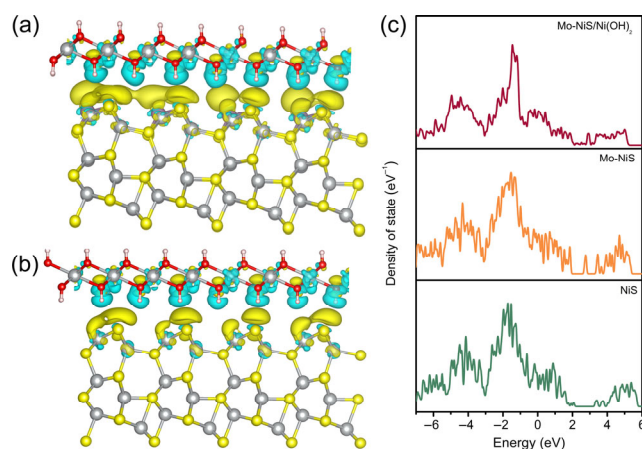 (a)
(b)
(c)
Mo-NiS/Ni(OH)₂
Mo-NiS
NiS
Density of state (eV⁻¹)
-7 -6 -4 -2 0 2 4 6
Energy (eV)